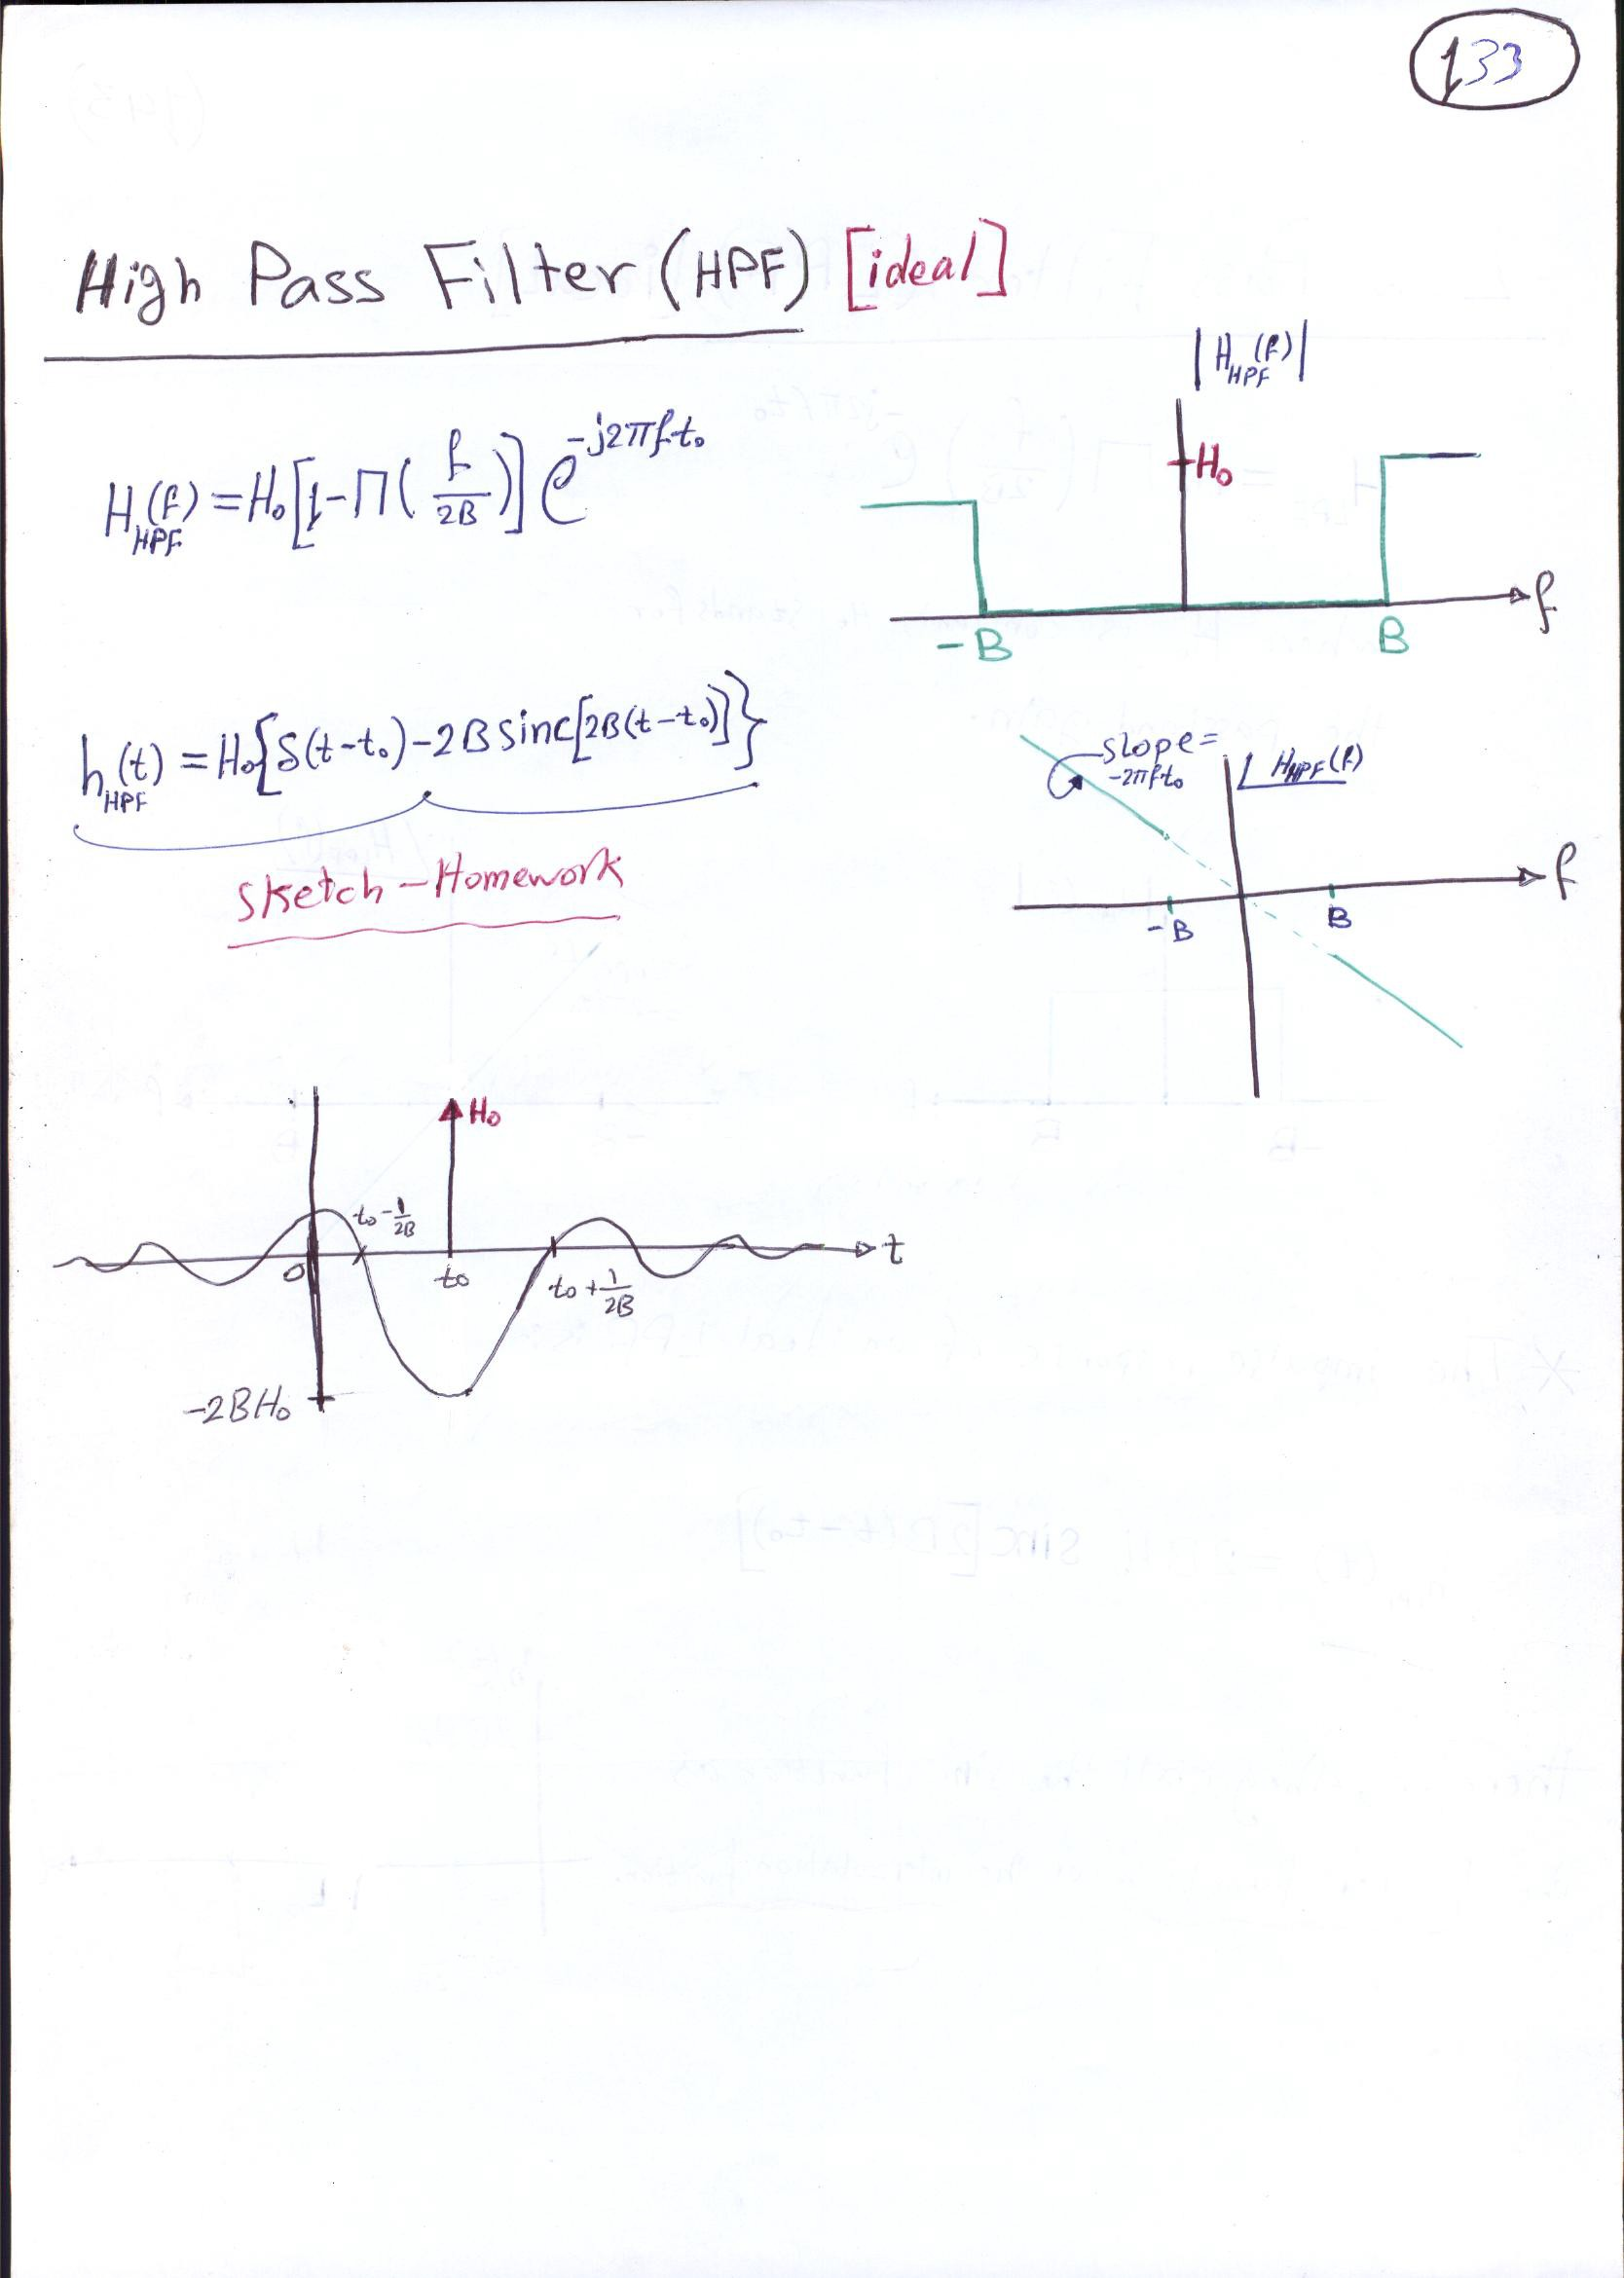 133
High Pass Filter (HPF) [ideal]
|H_HPF(f)|
H_HPF(f) = H₀[1-Π(f/2B)] e^(-j2πft₀)
H₀
f
-B
B
h_HPF(t) = H₀{δ(t-t₀)-2B sinc[2B(t-t₀)]}
slope=
-2πft₀
∠H_HPF(f)
Sketch-Homework
f
-B
B
H₀
t₀-1/2B
0
t₀
t₀+1/2B
t
-2BH₀